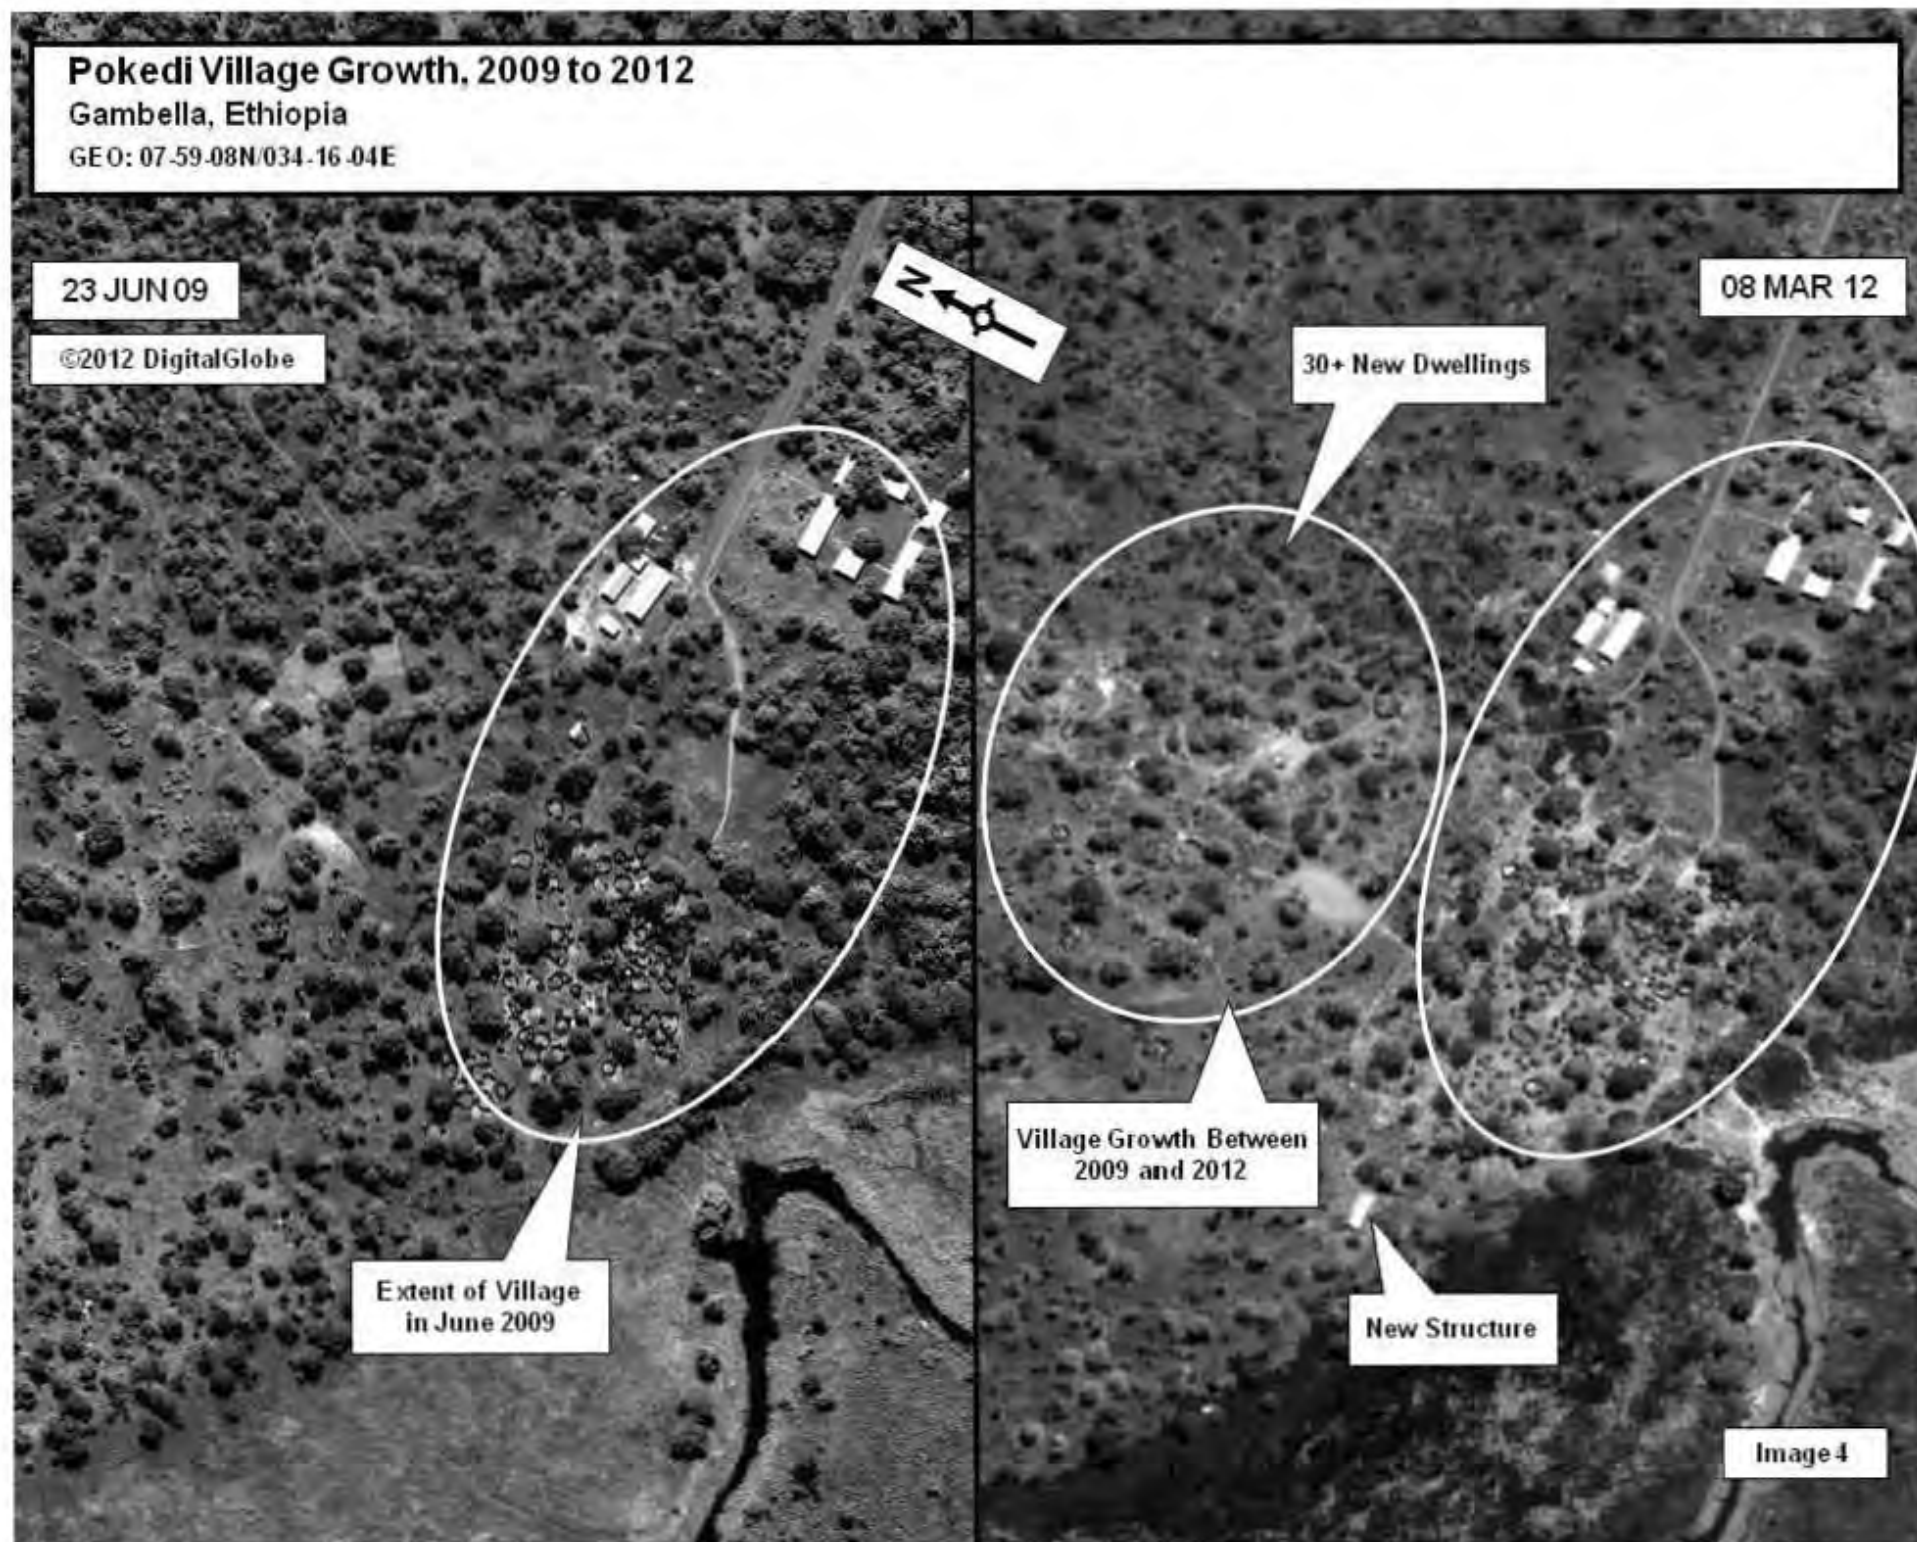 Pokedi Village Growth, 2009 to 2012
Gambella, Ethiopia
GEO: 07-59-08N/034-16-04E
23 JUN 09
©2012 DigitalGlobe
N
08 MAR 12
30+ New Dwellings
Village Growth Between
2009 and 2012
Extent of Village
in June 2009
New Structure
Image 4